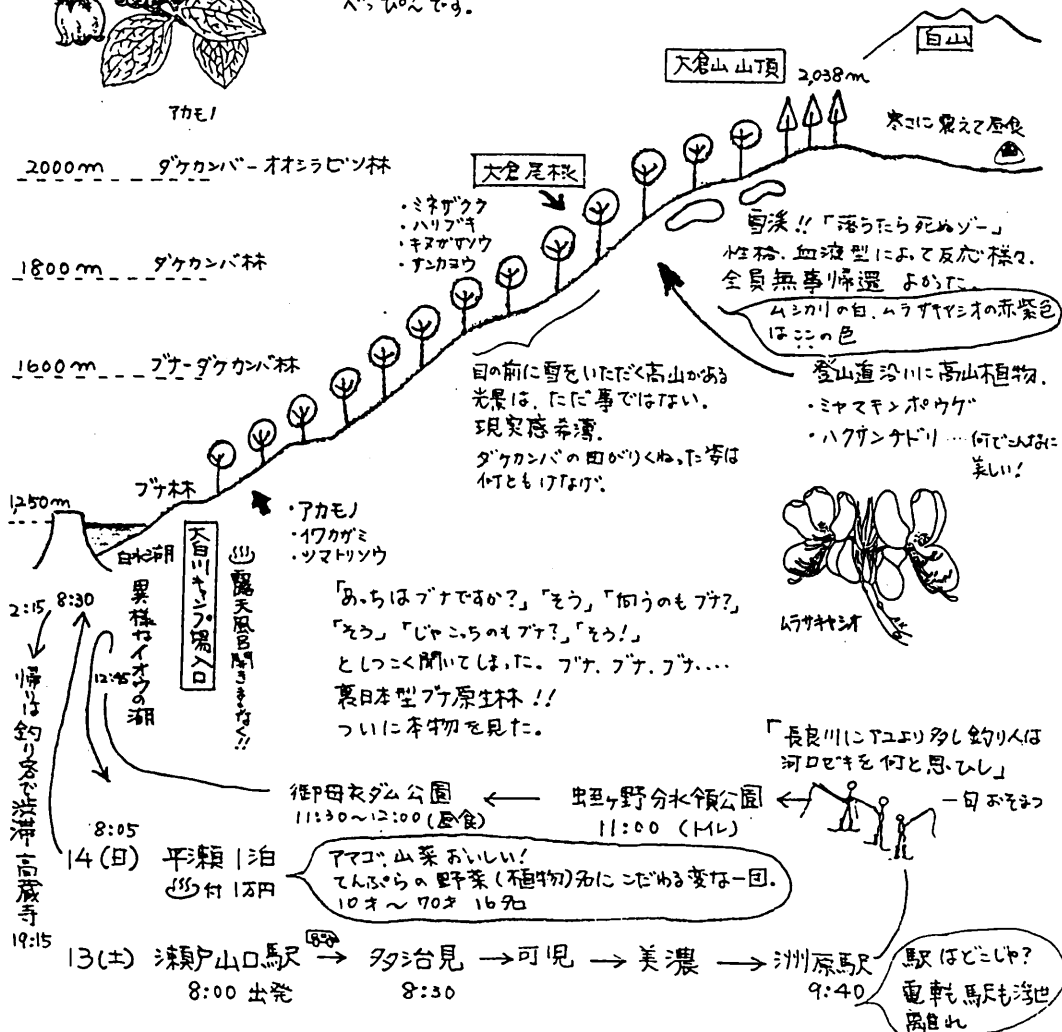 べっぴんです。
アカモノ
白山
大倉山山頂
2,038m
寒さに震えて昼食
2000m ダケカンバーオオシラビソ林
大倉尾根
・ミネザクラ
・ハリブキ
・キヌガサソウ
・サンカヨウ
1800m ダケカンバ林
雪渓!!「落ちたら死ぬゾー」
性格、血液型によって反応様々、
全員無事帰還 よかった。
ムシカリの白、ムラサキヤシオの赤紫色
はここの色
1600m ブナーダケカンバ林
目の前に雪をいただく高山がある
光景は、ただ事ではない。
現実感希薄。
ダケカンバの曲がりくねった姿は
何ともけなげ。
登山道沿いに高山植物。
・ミヤマキンポウゲ
・ハクサンチドリ…何でこんなに
美しい!
ムラサキヤシオ
1,250m
ブナ林
白水湖
大白川キャンプ場入口
露天風呂聞きまなく!!
・アカモノ
・イワカガミ
・ツマトリソウ
異様なイオウの湖
「あっちはブナですか?」「そう」「向うのもブナ?」
「そう」「じゃこっちのもブナ?」「そう!」
としつこく聞いてしまった。ブナ、ブナ、ブナ....
裏日本型ブナ原生林!!
ついに本物を見た。
2:15
8:30
12:45
帰りは釣り客で渋滞 高蔵寺
19:15
「長良川にアユより多し釣り人は
河口ゼキを何と思ひし」
一句おそまつ
御母衣ダム公園 ← 蛭ヶ野分水嶺公園 ←
11:30~12:00(昼食)
11:00 (トイレ)
8:05
14(日) 平瀬1泊
付1万円
アマゴ、山菜おいしい!
てんぷらの野菜(植物)名にこだわる変な一団。
10才~70才 16名
13(土) 瀬戸山口駅 → 多治見 → 可児 → 美濃 → 洲原駅
8:00 出発
8:30
9:40
駅はどこじゃ?
電車も駅も浮世
離れ